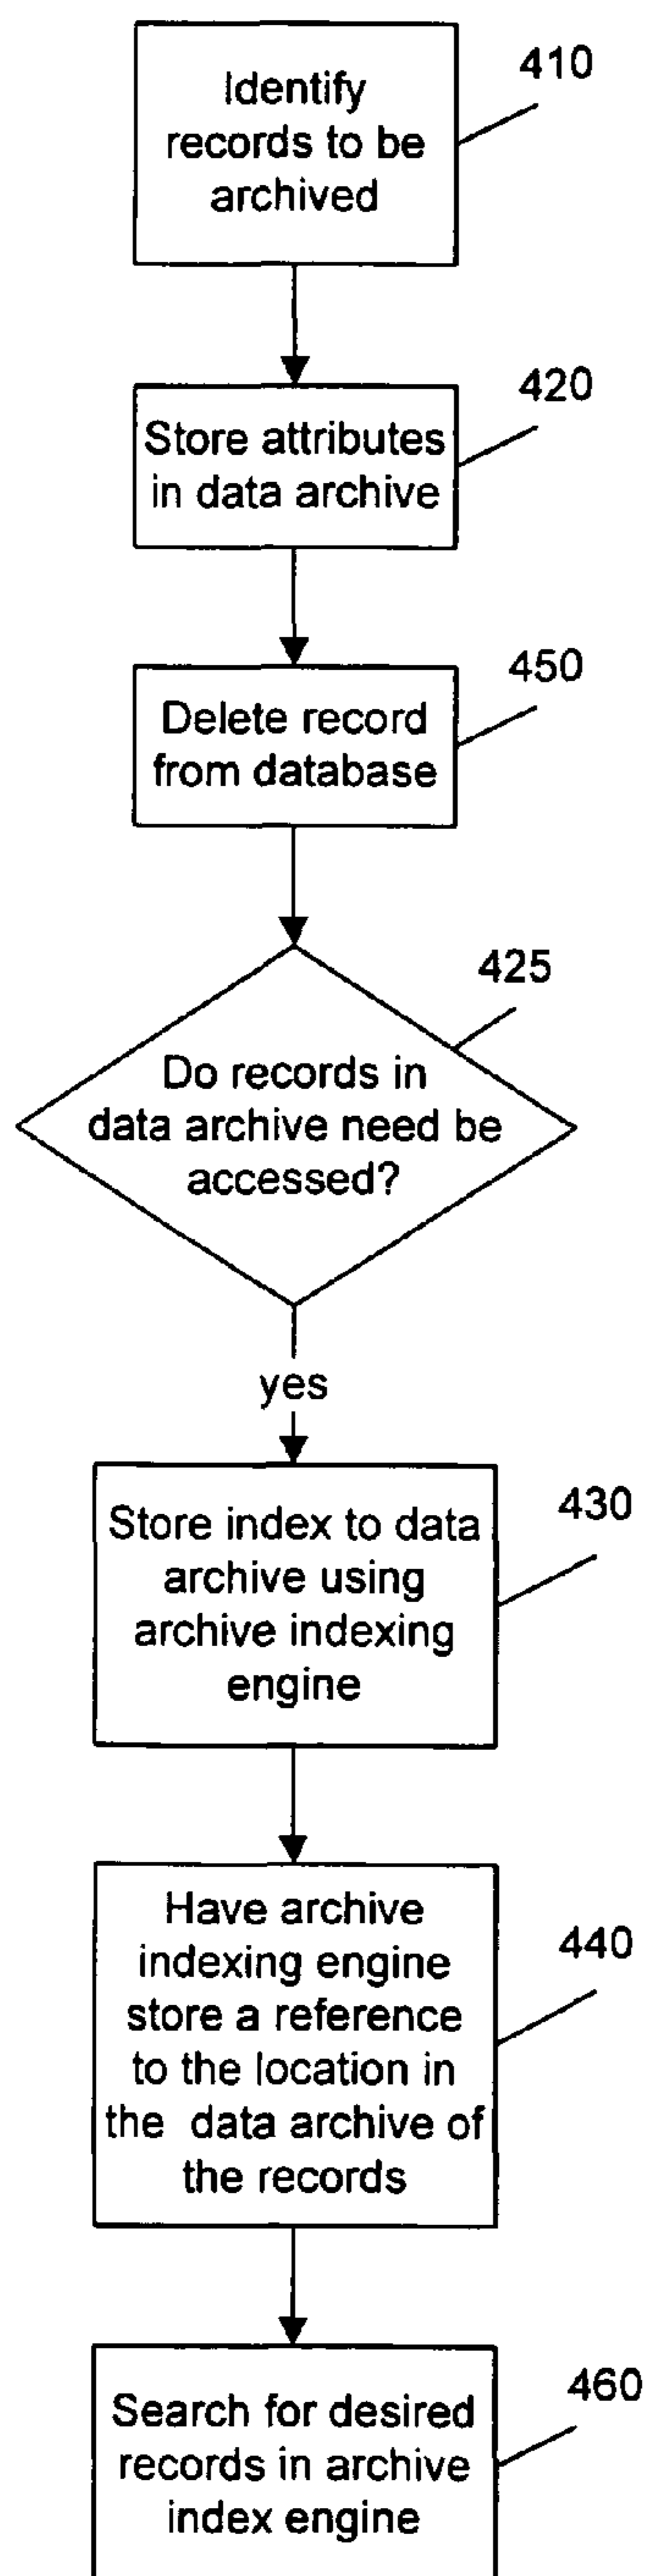 410
Identify
records to be
archived
420
Store attributes
in data archive
450
Delete record
from database
425
Do records in
data archive need be
accessed?
yes
430
Store index to data
archive using
archive indexing
engine
440
Have archive
indexing engine
store a reference
to the location in
the data archive of
the records
460
Search for desired
records in archive
index engine